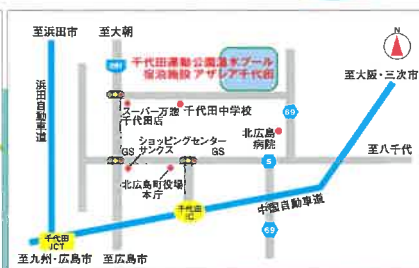 至浜田市
至大朝
N
浜田自動車道
261
千代田運動公園温水プール
宿泊施設 アザレア千代田
至大阪・三次市
スーパー万惣
千代田店
千代田中学校
69
ショッピングセンター
サンクス
GS
GS
北広島
病院
5
至八千代
北広島町役場
本庁
千代田
IC
中国自動車道
69
千代田
JCT
至九州・広島市
至広島市